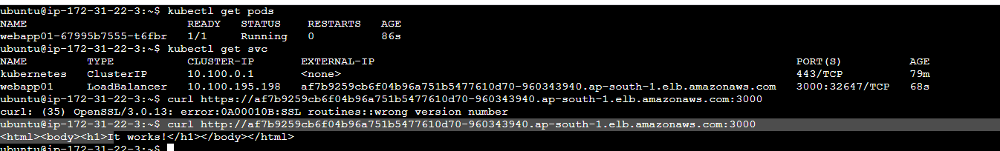 ubuntu@ip-172-31-22-3:~$ kubectl get pods
NAME READY STATUS RESTARTS AGE
webapp01-67995b7555-t6fbr 1/1 Running 0 86s
ubuntu@ip-172-31-22-3:~$ kubectl get svc
NAME TYPE CLUSTER-IP EXTERNAL-IP PORT(S) AGE
kubernetes ClusterIP 10.100.0.1 <none> 443/TCP 79m
webapp01 LoadBalancer 10.100.195.198 af7b9259cb6f04b96a751b5477610d70-960343940.ap-south-1.elb.amazonaws.com 3000:32647/TCP 68s
ubuntu@ip-172-31-22-3:~$ curl https://af7b9259cb6f04b96a751b5477610d70-960343940.ap-south-1.elb.amazonaws.com:3000
curl: (35) OpenSSL/3.0.13: error:0A00010B:SSL routines::wrong version number
ubuntu@ip-172-31-22-3:~$ curl http://af7b9259cb6f04b96a751b5477610d70-960343940.ap-south-1.elb.amazonaws.com:3000
<html><body><h1>It works!</h1></body></html>
ubuntu@ip-172-31-22-3:~$